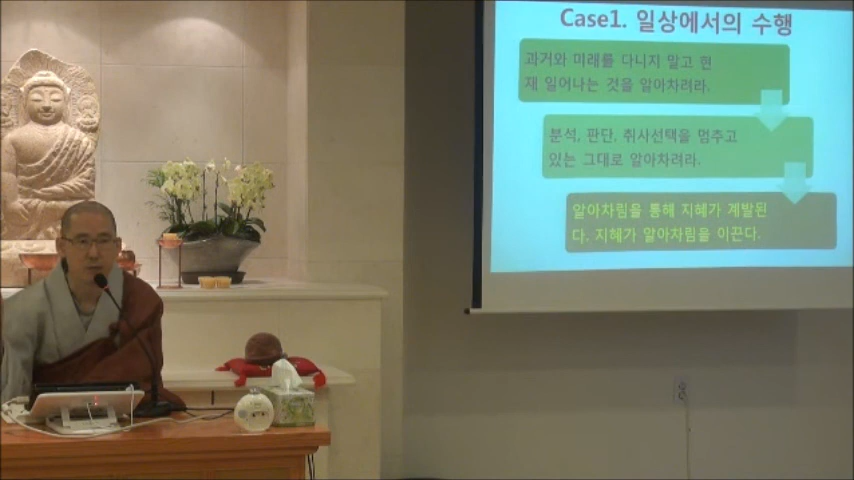 Case1. 일상에서의 수행
과거와 미래를 다니지 말고 현
재 일어나는 것을 알아차려라.
분석, 판단, 취사선택을 멈추고
있는 그대로 알아차려라.
알아차림을 통해 지혜가 계발된
다. 지혜가 알아차림을 이끈다.